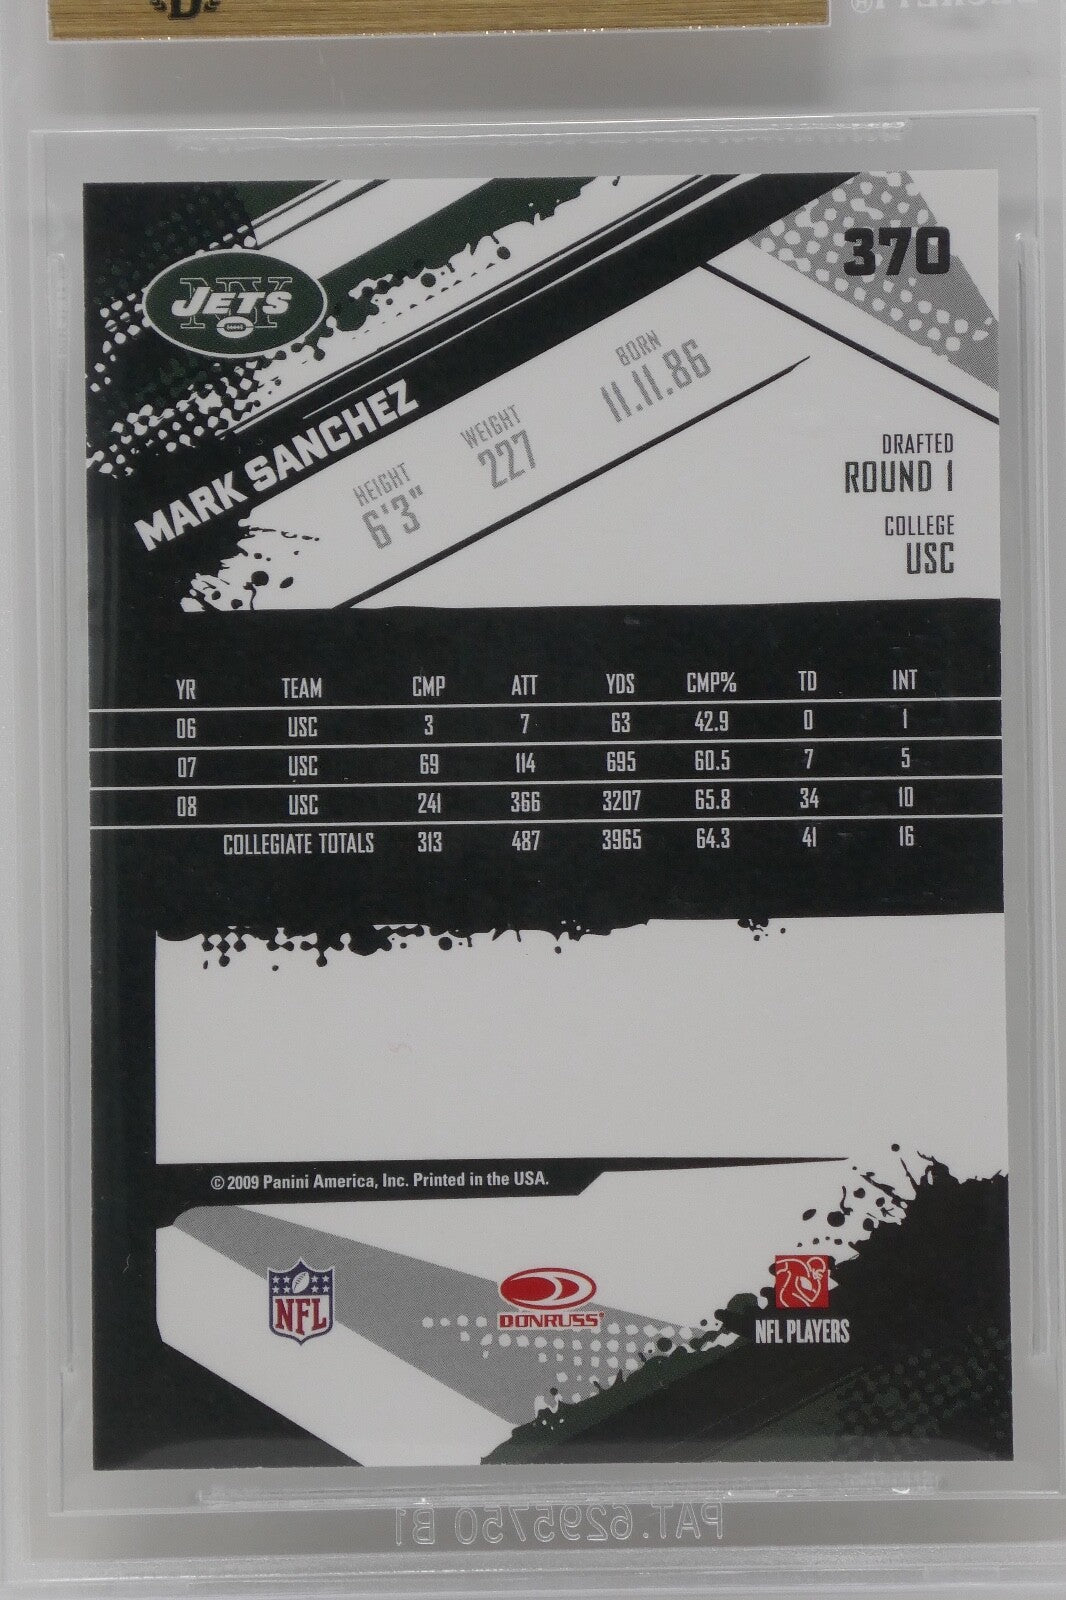 370
NY
JETS
MARK SANCHEZ
HEIGHT
6'3"
WEIGHT
227
BORN
11.11.86
DRAFTED
ROUND 1
COLLEGE
USC
YR TEAM CMP ATT YDS CMP% TD INT
06 USC 3 7 63 42.9 0 1
07 USC 69 114 695 60.5 7 5
08 USC 241 366 3207 65.8 34 10
COLLEGIATE TOTALS 313 487 3965 64.3 41 16
© 2009 Panini America, Inc. Printed in the USA.
NFL
DONRUSS
NFL PLAYERS
PAT. 6295750 B1